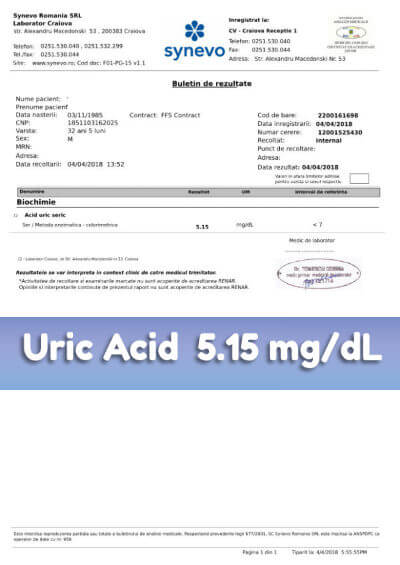 Synevo Romania SRL
Laborator Craiova
str. Alexandru Macedonski 53 , 200383 Craiova
Telefon: 0251.530.040 , 0251.532.299
Tel./fax: 0251.530.044
Site: www.synevo.ro; Cod doc: F01-PG-15 v1.1
synevo
Inregistrat la:
CV - Craiova Receptie 1
Telefon: 0251.530.040
Fax: 0251.530.044
Adresa: Str. Alexandru Macedonski Nr. 53
Buletin de rezultate
Nume pacient:
Prenume pacient
Data nasterii: 03/11/1985 Contract: FFS Contract
CNP: 1851103162025
Varsta: 32 ani 5 luni
Sex: M
MRN:
Adresa:
Data recoltarii: 04/04/2018 13:52
Cod de bare: 2200161698
Data inregistrarii: 04/04/2018
Numar cerere: 12001525430
Recoltat: Internal
Punct de recoltare:
Adresa:
Data rezultat: 04/04/2018
Valori in afara limitelor admise
pentru varsta si sexul respectiv
Denumire Rezultat UM Interval de referinta
Biochimie
Acid uric seric
Ser / Metoda enzimatica - colorimetrica 5.15 mg/dL < 7
Medic de laborator
- Laborator Craiova, str. Alexandru Macedonski nr 53, Craiova
Rezultatele se vor interpreta in context clinic de catre medicul trimitator.
*Activitatea de recoltare si examinarile marcate nu sunt acoperite de acreditarea RENAR.
Opiniile si interpretarile continute de prezentul raport nu sunt acoperite de acreditarea RENAR.
Uric Acid 5.15 mg/dL
Este interzisa reproducerea partiala sau totala a buletinului de analize medicale. Respectand prevederile legii 677/2001, SC Synevo Romania SRL este inscrisa la ANSPDPC ca
operator de date cu nr.
Pagina 1 din 1 Tiparit la: 4/4/2018 5:55:55PM